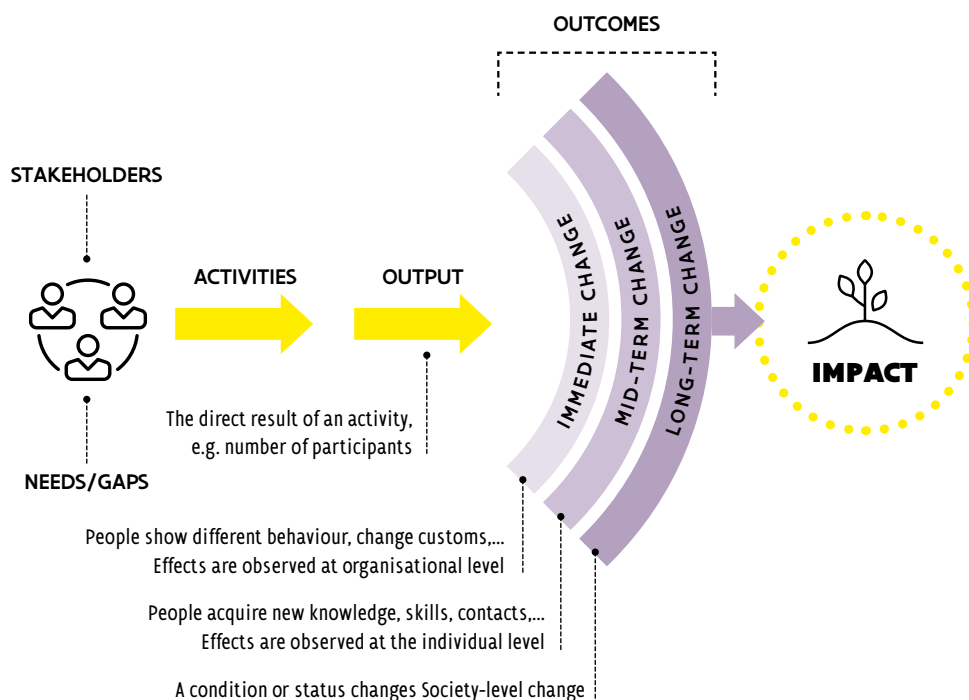 OUTCOMES
STAKEHOLDERS
ACTIVITIES
OUTPUT
IMMEDIATE CHANGE
MID-TERM CHANGE
LONG-TERM CHANGE
IMPACT
The direct result of an activity,
e.g. number of participants
NEEDS/GAPS
People show different behaviour, change customs,...
Effects are observed at organisational level
People acquire new knowledge, skills, contacts,...
Effects are observed at the individual level
A condition or status changes Society-level change